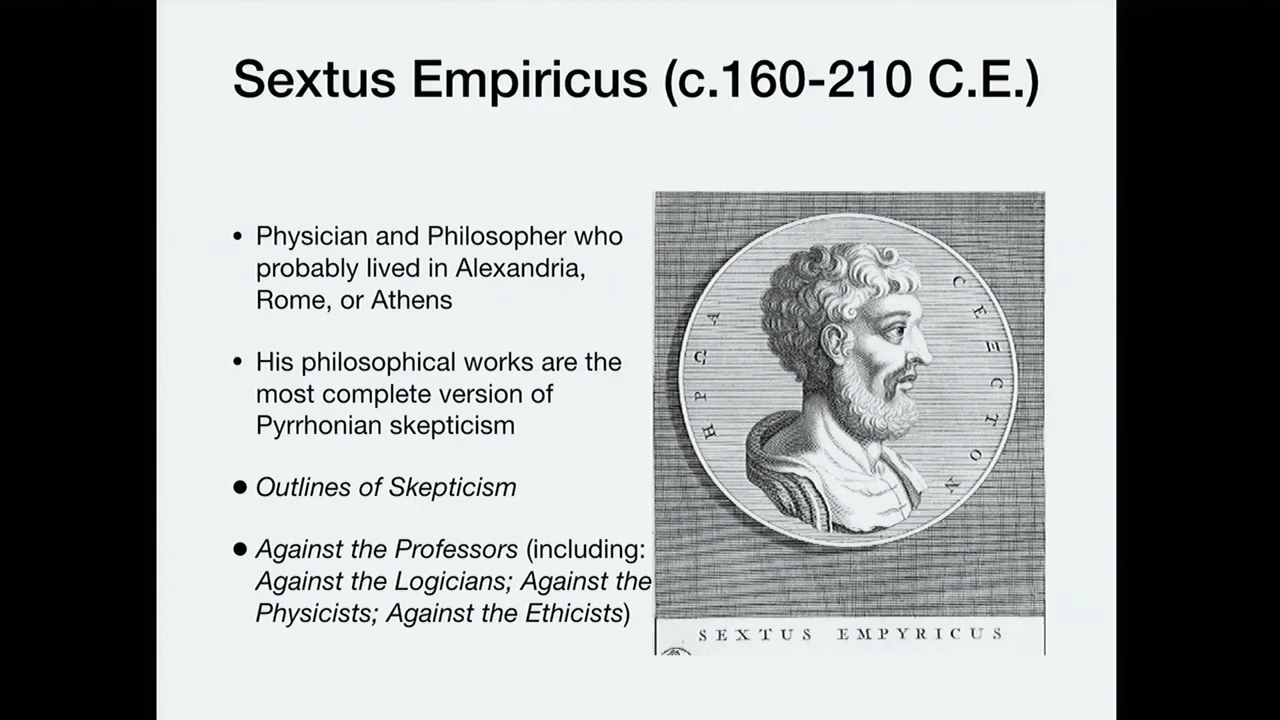 Sextus Empiricus (c.160-210 C.E.)
• Physician and Philosopher who
probably lived in Alexandria,
Rome, or Athens
• His philosophical works are the
most complete version of
Pyrrhonian skepticism
• Outlines of Skepticism
• Against the Professors (including:
Against the Logicians; Against the
Physicists; Against the Ethicists)
CEΞCTOΣ
HPΩA
SEXTUS EMPYRICUS